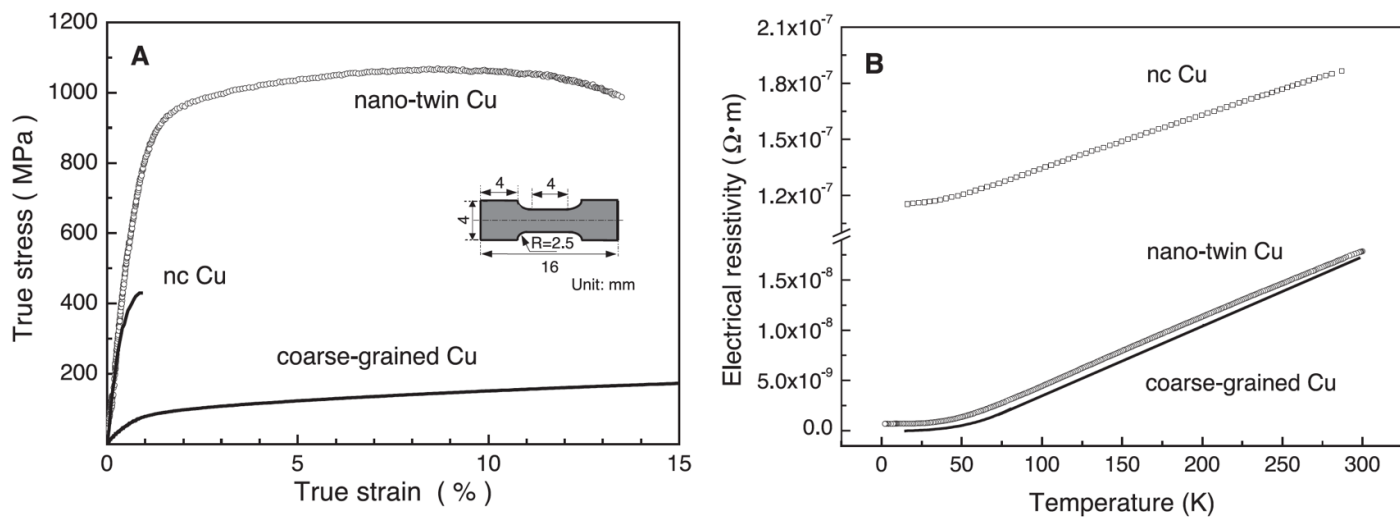 A
True stress ( MPa)
1200
1000
800
600
400
200
0
0
5
10
15
True strain ( % )
nano-twin Cu
nc Cu
coarse-grained Cu
4
4
4
R=2.5
16
Unit: mm
B
Electrical resistivity ( Ω•m)
2.1x10⁻⁷
1.8x10⁻⁷
1.5x10⁻⁷
1.2x10⁻⁷
1.5x10⁻⁸
1.0x10⁻⁸
5.0x10⁻⁹
0.0
0
50
100
150
200
250
300
Temperature (K)
nc Cu
nano-twin Cu
coarse-grained Cu